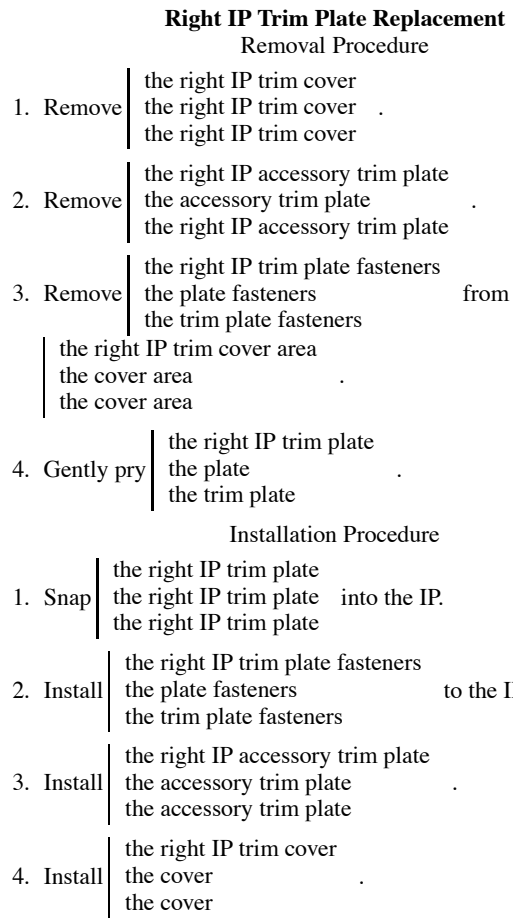 Right IP Trim Plate Replacement
Removal Procedure
the right IP trim cover
1. Remove the right IP trim cover .
the right IP trim cover
the right IP accessory trim plate
2. Remove the accessory trim plate .
the right IP accessory trim plate
the right IP trim plate fasteners
3. Remove the plate fasteners from
the trim plate fasteners
the right IP trim cover area
the cover area .
the cover area
the right IP trim plate
4. Gently pry the plate .
the trim plate
Installation Procedure
the right IP trim plate
1. Snap the right IP trim plate into the IP.
the right IP trim plate
the right IP trim plate fasteners
2. Install the plate fasteners to the
the trim plate fasteners
the right IP accessory trim plate
3. Install the accessory trim plate .
the accessory trim plate
the right IP trim cover
4. Install the cover .
the cover